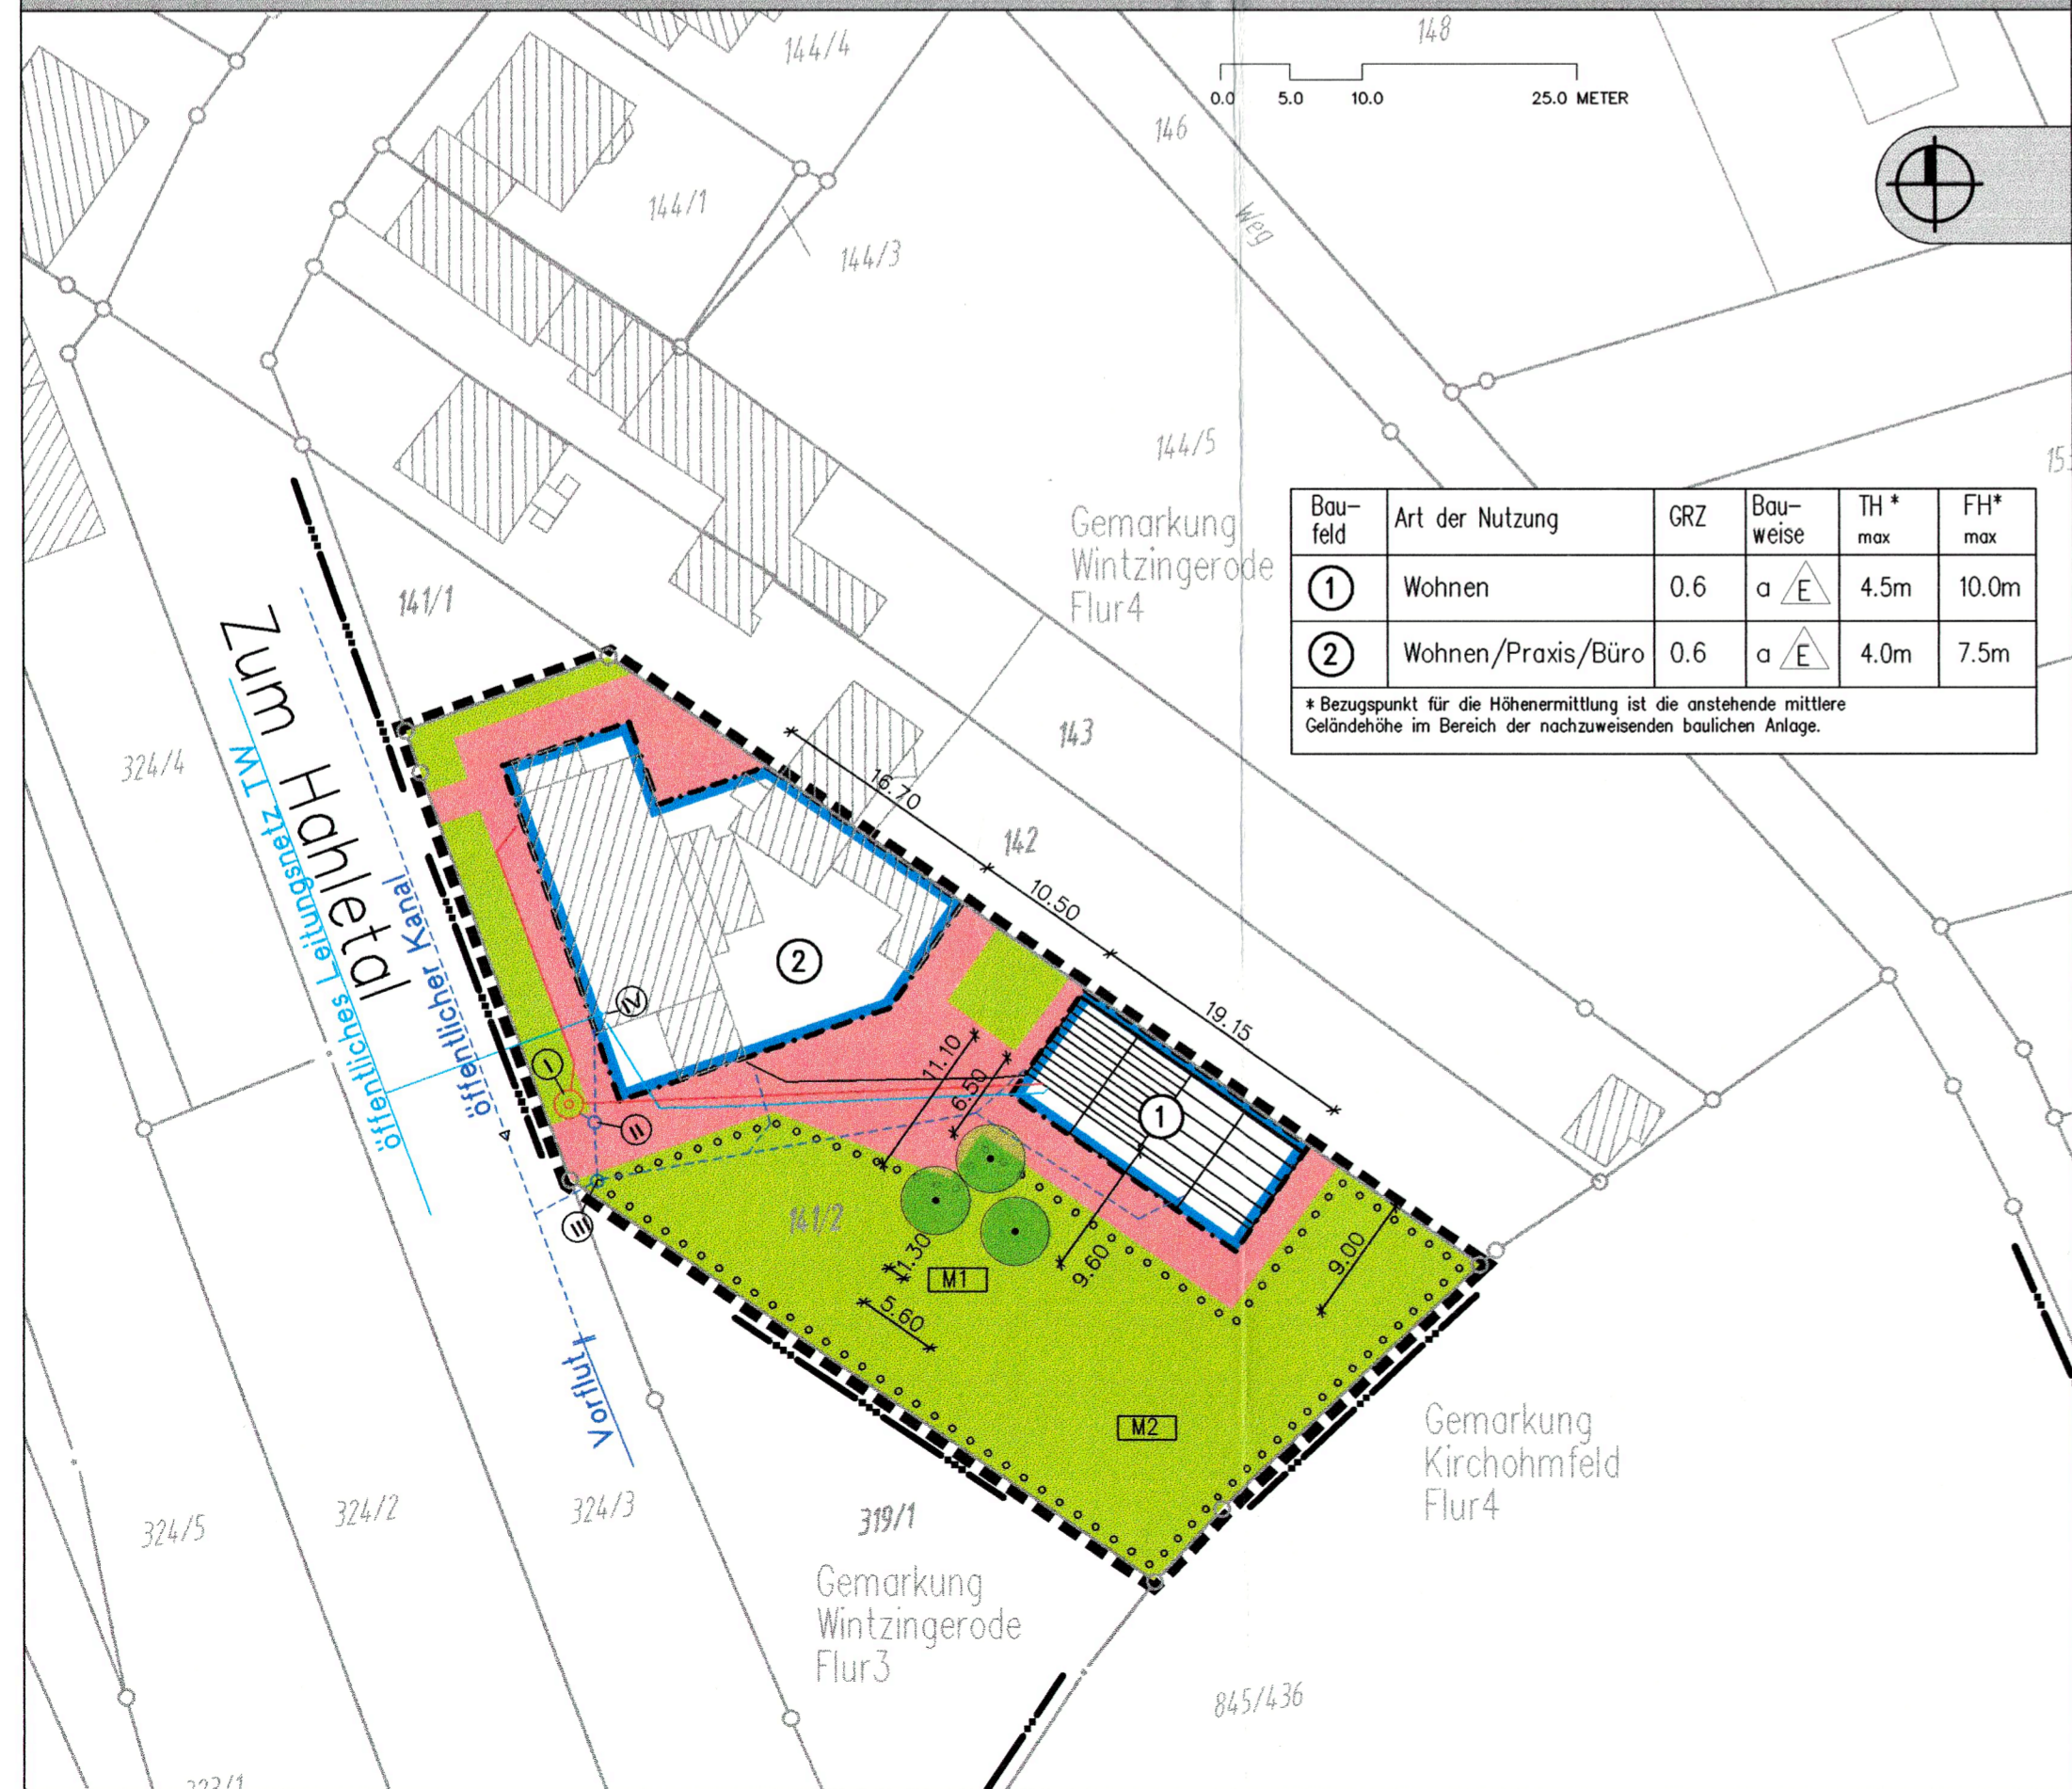 144/4
148
0.0 5.0 10.0 25.0 METER
146
144/1
Weg
144/3
144/5
Gemarkung
Wintzingerode
Flur4
Bau-
feld
Art der Nutzung
GRZ
Bau-
weise
TH *
max
FH*
max
1 Wohnen 0.6 a E 4.5m 10.0m
2 Wohnen/Praxis/Büro 0.6 a E 4.0m 7.5m
* Bezugspunkt für die Höhenermittlung ist die anstehende mittlere
Geländehöhe im Bereich der nachzuweisenden baulichen Anlage.
141/1
143
324/4
Zum Hahletal
öffentliches Leitungsnetz TW
öffentlicher Kanal
16.70
142
10.50
2
19.15
IV
I
II
III
11.10
6.50
1
141/2
1.30
M1
5.60
9.60
9.00
Vorflut
M2
Gemarkung
Kirchohmfeld
Flur4
324/5
324/2
324/3
319/1
Gemarkung
Wintzingerode
Flur3
845/436